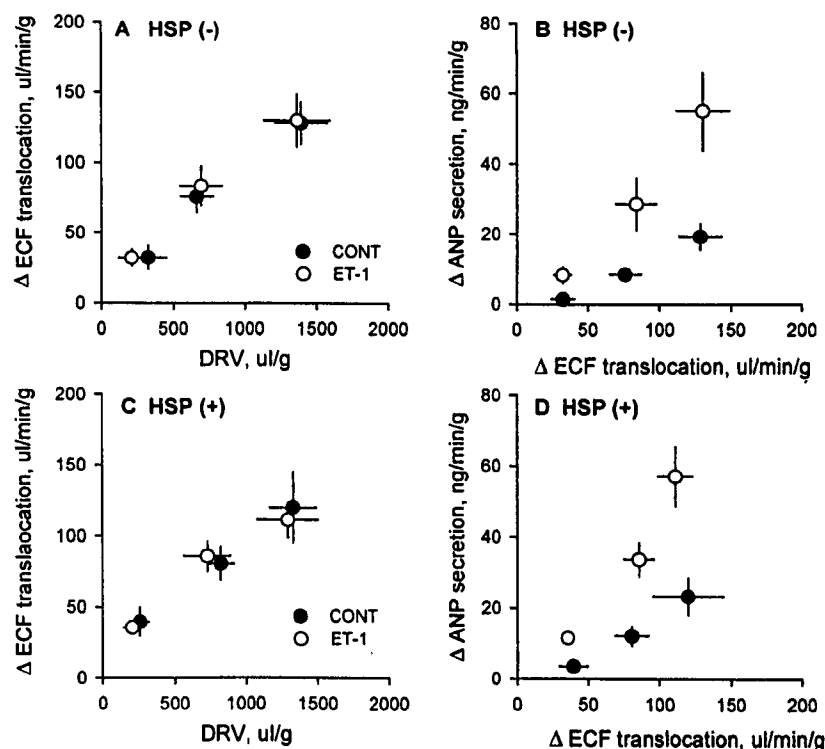 A HSP (-)
Δ ECF translocation, ul/min/g
200
150
100
50
0
CONT
ET-1
0 500 1000 1500 2000
DRV, ul/g
B HSP (-)
Δ ANP secretion, ng/min/g
80
60
40
20
0
0 50 100 150 200
Δ ECF translocation, ul/min/g
C HSP (+)
Δ ECF translaocation, ul/min/g
200
150
100
50
0
CONT
ET-1
0 500 1000 1500 2000
DRV, ul/g
D HSP (+)
Δ ANP secretion, ng/min/g
80
60
40
20
0
0 50 100 150 200
Δ ECF translocation, ul/min/g